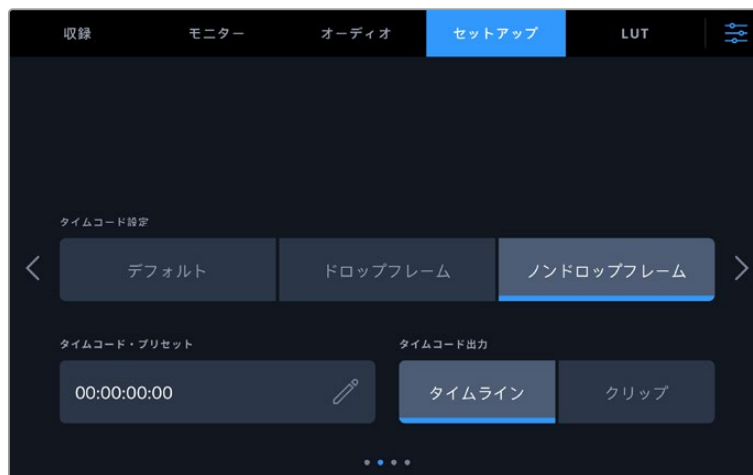 収録 モニター オーディオ セットアップ LUT
タイムコード設定
デフォルト ドロップフレーム ノンドロップフレーム
タイムコード・プリセット タイムコード出力
00:00:00:00 タイムライン クリップ